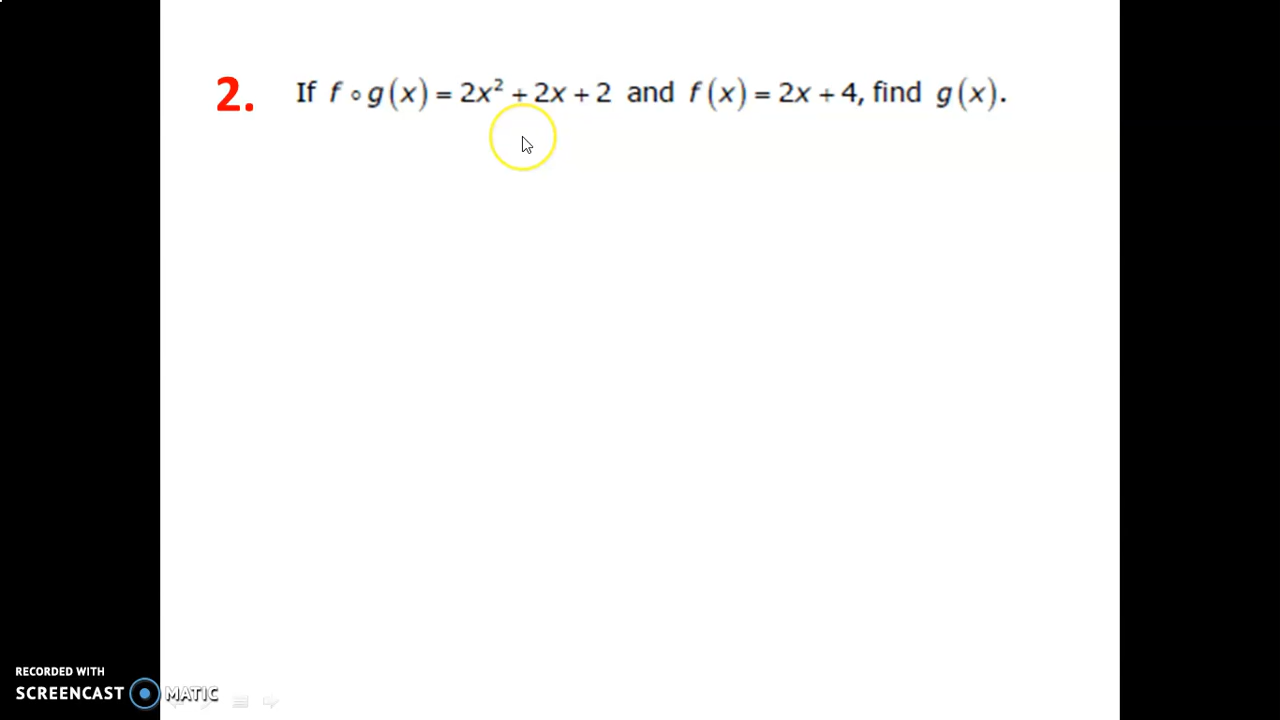 2. If f ∘ g(x) = 2x² + 2x + 2 and f(x) = 2x + 4, find g(x).
RECORDED WITH
SCREENCAST MATIC